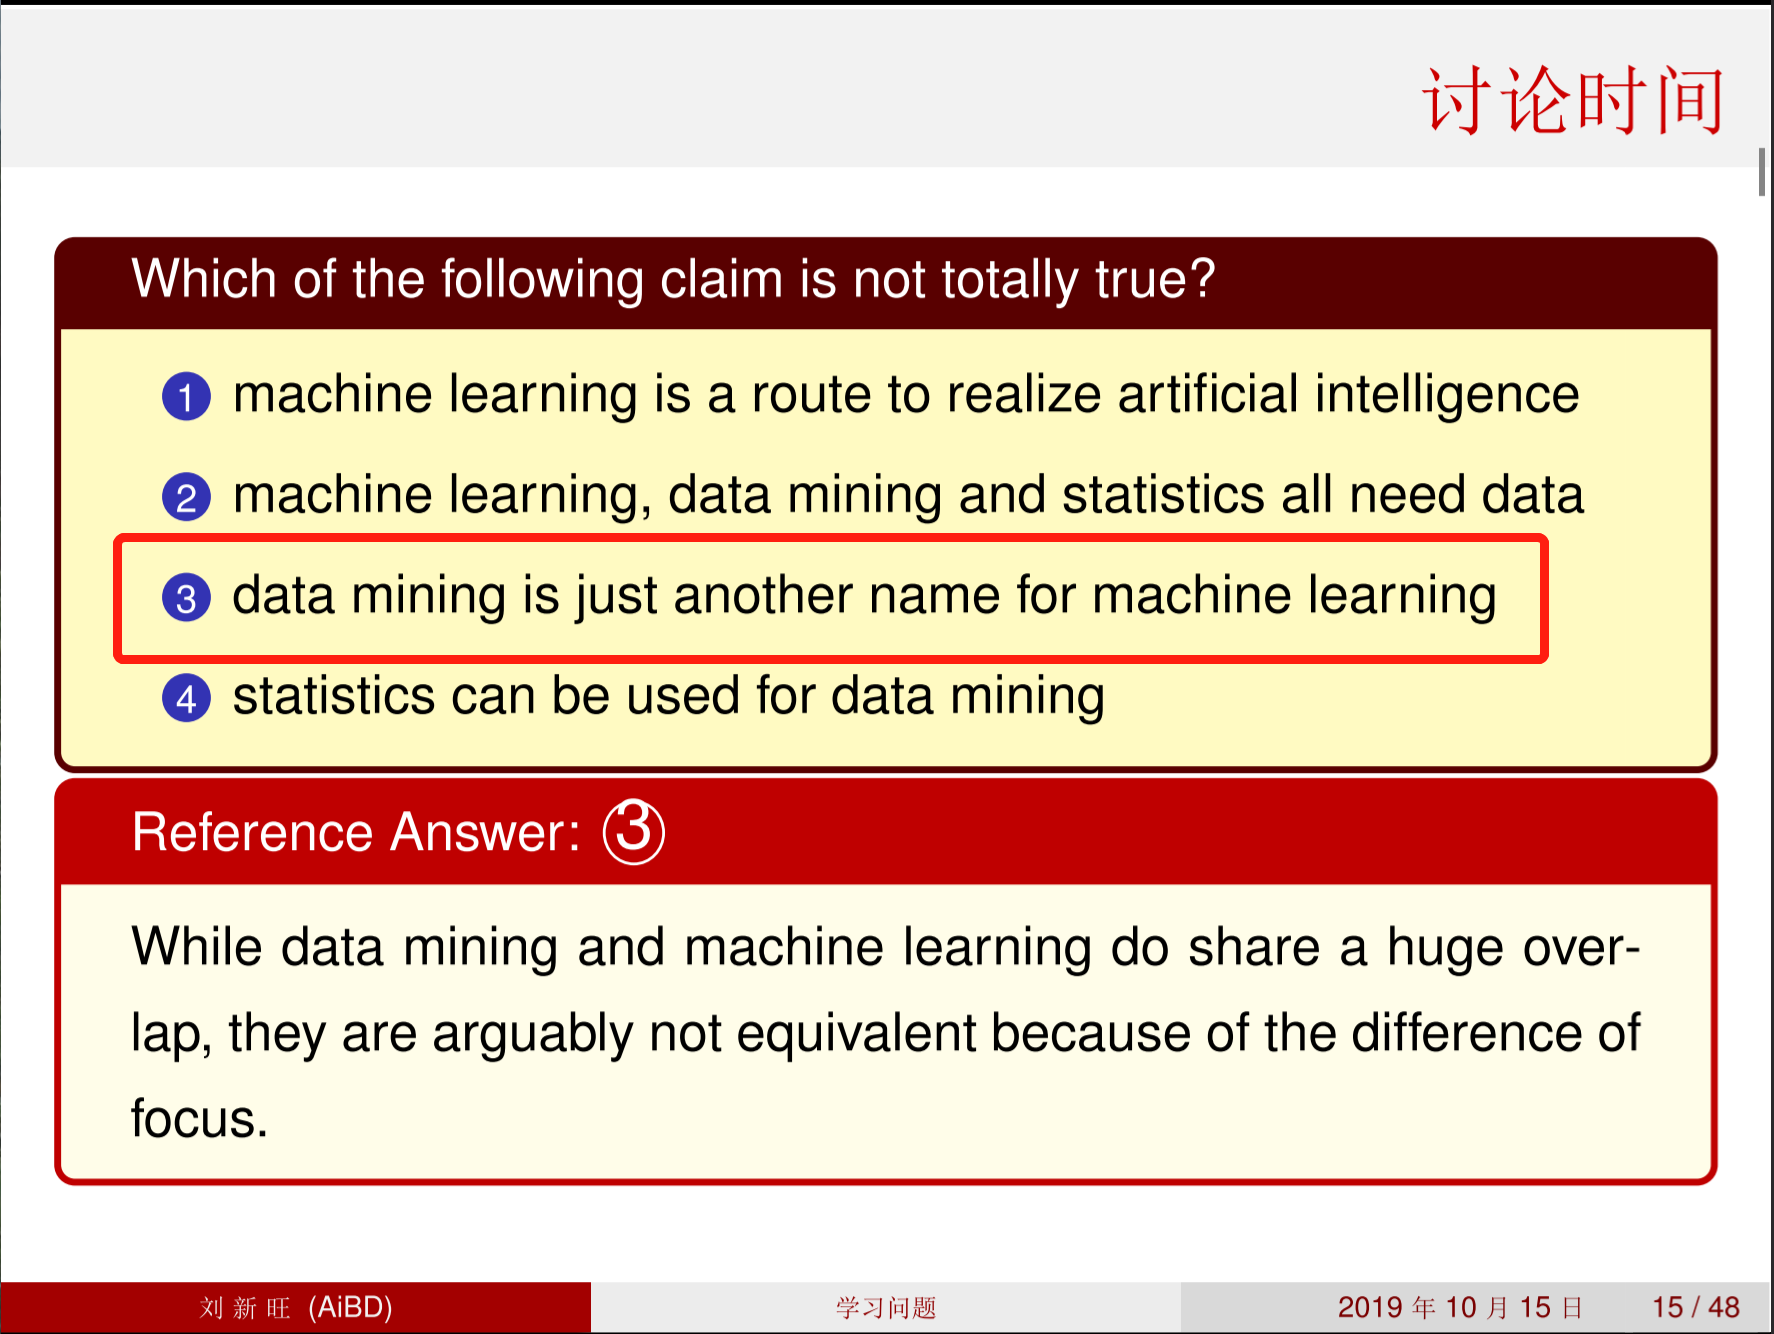 讨论时间
Which of the following claim is not totally true?
1 machine learning is a route to realize artificial intelligence
2 machine learning, data mining and statistics all need data
3 data mining is just another name for machine learning
4 statistics can be used for data mining
Reference Answer: ③
While data mining and machine learning do share a huge over-
lap, they are arguably not equivalent because of the difference of
focus.
刘新旺 (AiBD) 学习问题 2019 年 10 月 15 日 15 / 48